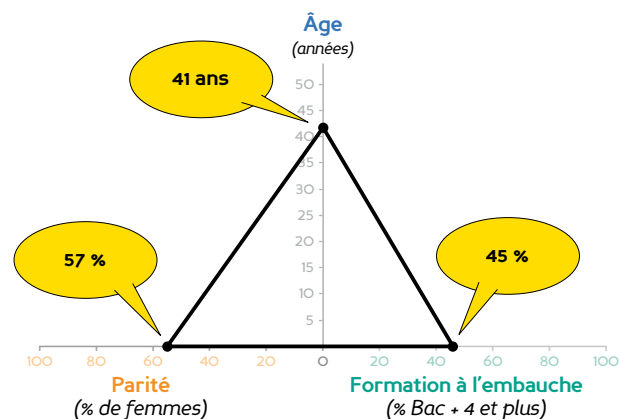 Âge
(années)
41 ans
50
45
40
35
30
25
20
15
10
5
57 %
45 %
100 80 60 40 20 0 20 40 60 80 100
Parité
(% de femmes)
Formation à l'embauche
(% Bac + 4 et plus)